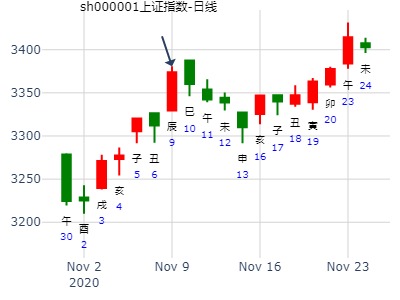 sh000001上证指数-日线
3400
3350
3300
3250
3200
午
30
酉
2
戌
3
亥
4
子
5
丑
6
辰
9
巳
10
午
11
未
12
申
13
亥
16
子
17
丑
18
寅
19
卯
20
午
23
未
24
Nov 2 Nov 9 Nov 16 Nov 23
2020